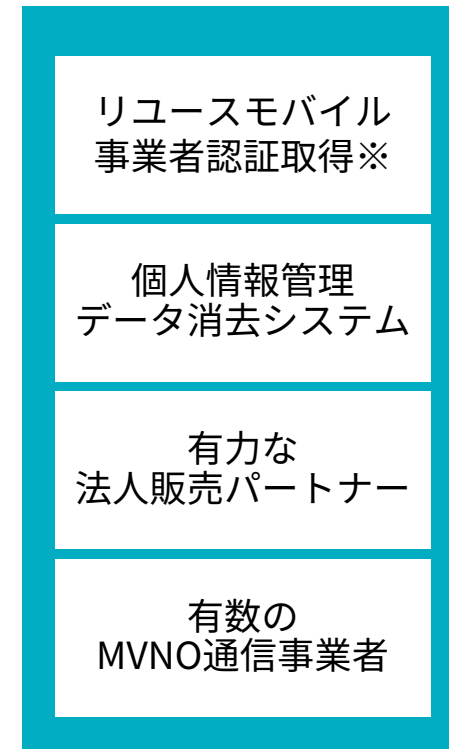 リユースモバイル
事業者認証取得※
個人情報管理
データ消去システム
有力な
法人販売パートナー
有数の
MVNO通信事業者